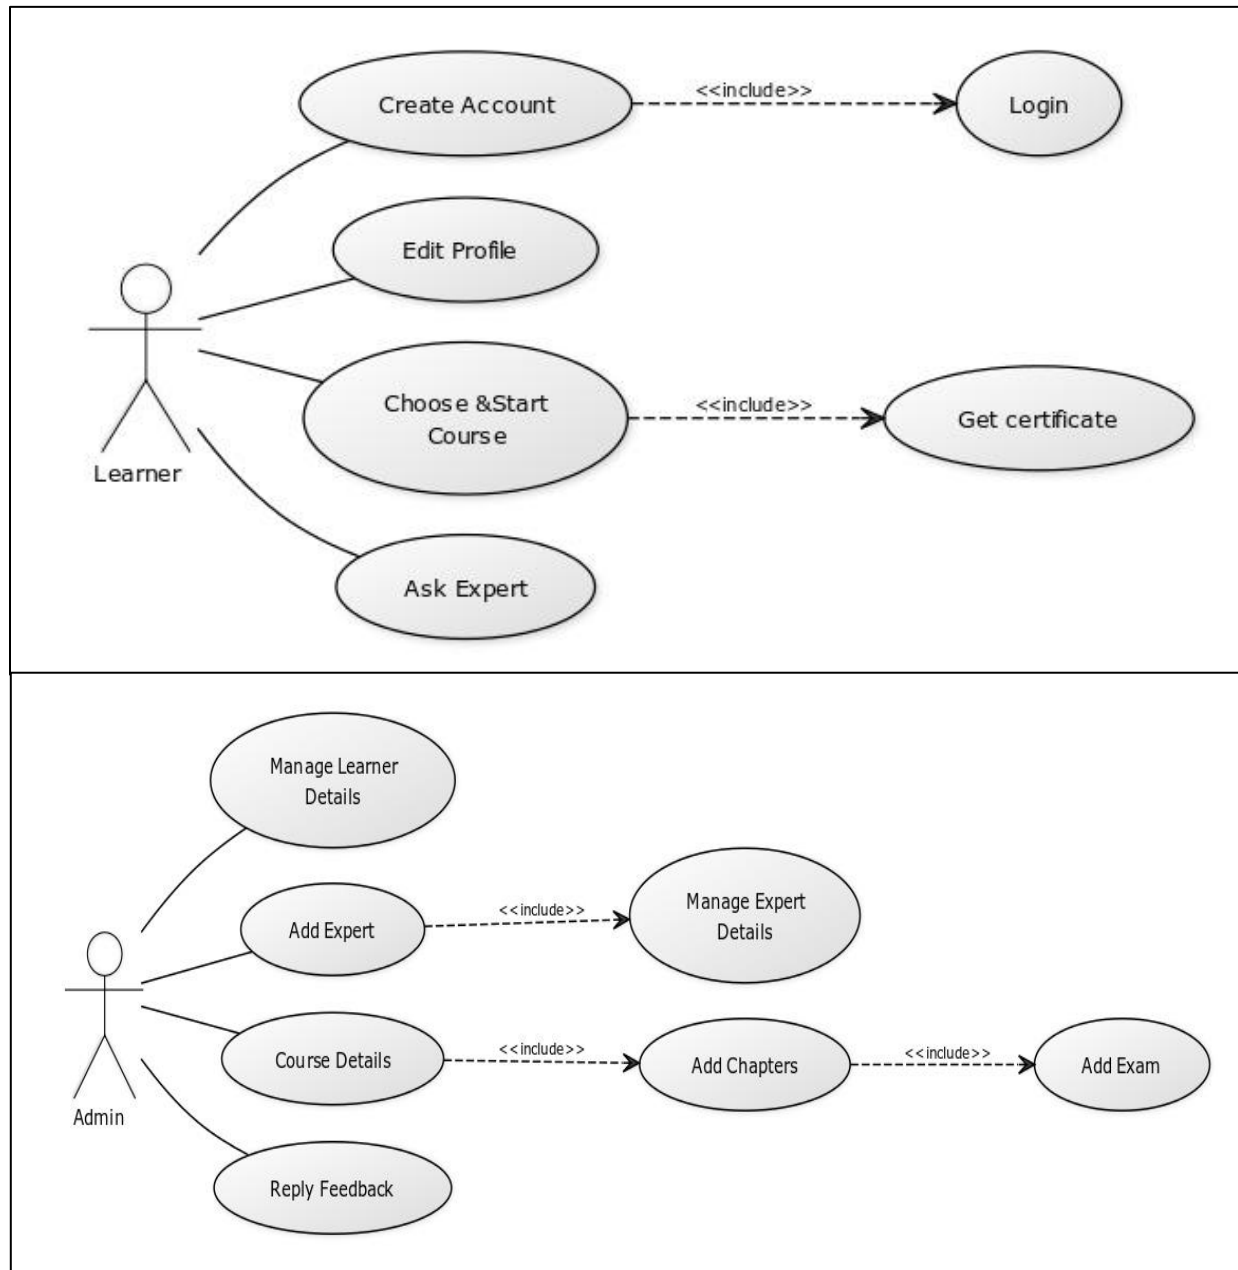 Create Account
<<include>>
Login
Edit Profile
Choose &Start
Course
<<include>>
Get certificate
Learner
Ask Expert
Manage Learner
Details
Add Expert
<<include>>
Manage Expert
Details
Course Details
<<include>>
Add Chapters
<<include>>
Add Exam
Admin
Reply Feedback